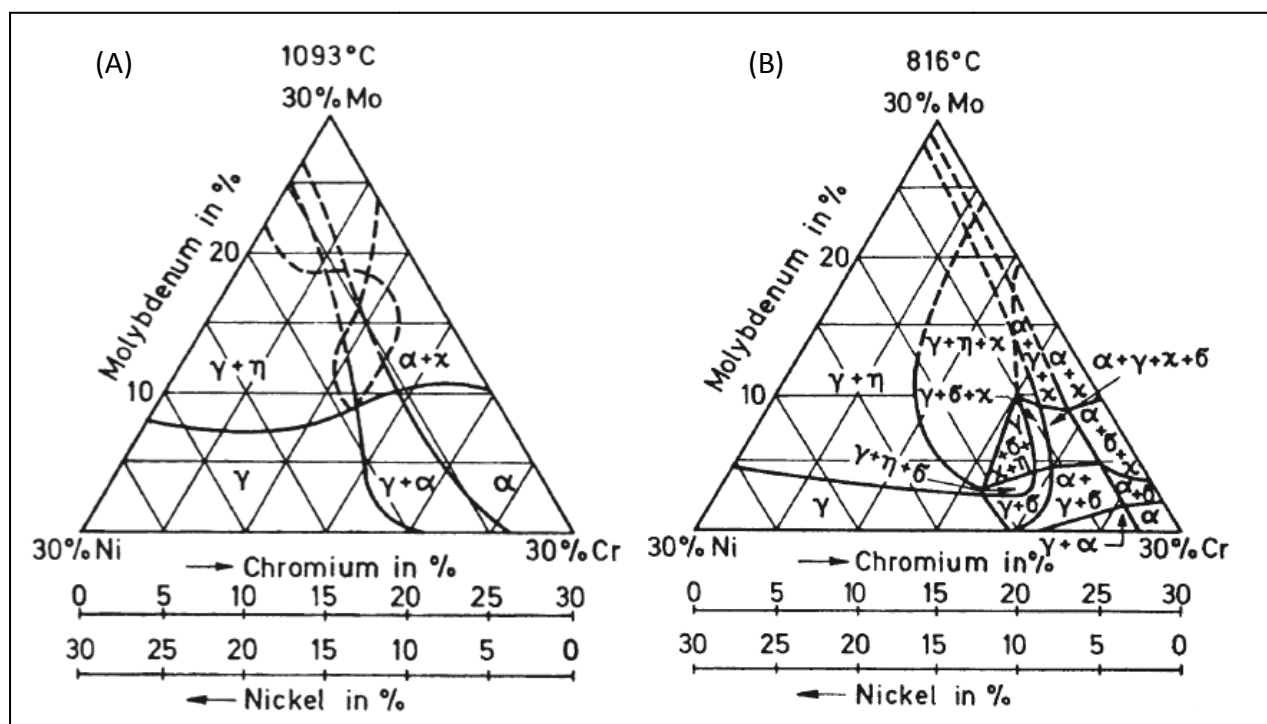 (A)
1093°C
30% Mo
Molybdenum in %
20
10
γ+η
α+χ
γ
γ+α
α
30% Ni
30% Cr
Chromium in %
0 5 10 15 20 25 30
30 25 20 15 10 5 0
Nickel in %
(B)
816°C
30% Mo
Molybdenum in %
20
10
γ+η+χ
γ+η
γ+σ+χ
α+γ+χ
α+χ
α+γ+χ+σ
γ+η+σ
γ+σ+χ+η
α+σ+χ
γ
γ+σ
α+
γ+σ
α+σ
α
γ+α
30% Ni
30% Cr
Chromium in%
0 5 10 15 20 25 30
30 25 20 15 10 5 0
Nickel in %